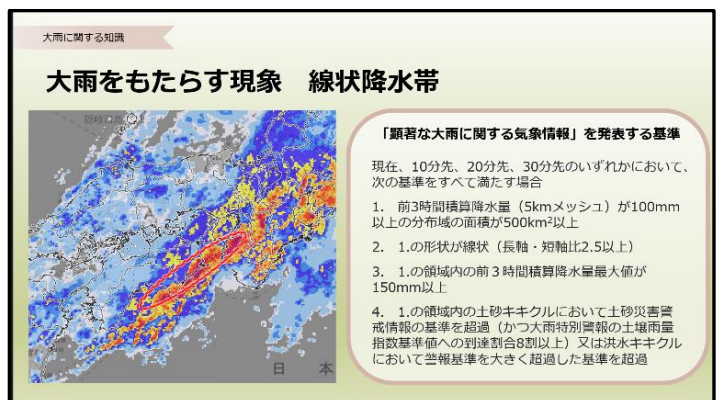 大雨に関する知識
大雨をもたらす現象　線状降水帯
「顕著な大雨に関する気象情報」を発表する基準
現在、10分先、20分先、30分先のいずれかにおいて、
次の基準をすべて満たす場合
1.　前3時間積算降水量（5kmメッシュ）が100mm
以上の分布域の面積が500km²以上
2.　1.の形状が線状（長軸・短軸比2.5以上）
3.　1.の領域内の前３時間積算降水量最大値が
150mm以上
4.　1.の領域内の土砂キキクルにおいて土砂災害警
戒情報の基準を超過（かつ大雨特別警報の土壌雨量
指数基準値への到達割合8割以上）又は洪水キキクル
において警報基準を大きく超過した基準を超過
日　本